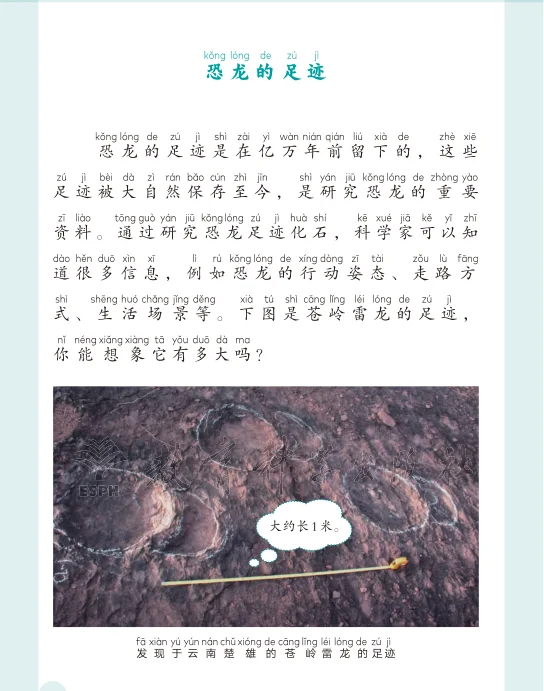 kǒng lóng de zú jì
恐龙的足迹
kǒng lóng de zú jì shì zài yì wàn nián qián liú xià de zhè xiē
恐龙的足迹是在亿万年前留下的，这些
zú jì bèi dà zì rán bǎo cún zhì jīn shì yán jiū kǒng lóng de zhòng yào
足迹被大自然保存至今，是研究恐龙的重要
zī liào tōng guò yán jiū kǒng lóng zú jì huà shí kē xué jiā kě yǐ zhī
资料。通过研究恐龙足迹化石，科学家可以知
dào hěn duō xìn xī lì rú kǒng lóng de xíng dòng zī tài zǒu lù fāng
道很多信息，例如恐龙的行动姿态、走路方
shì shēng huó chǎng jǐng děng xià tú shì cāng lǐng léi lóng de zú jì
式、生活场景等。下图是苍岭雷龙的足迹，
nǐ néng xiǎng xiàng tā yǒu duō dà ma
你能想象它有多大吗？
ESPH
大约长1米。
fā xiàn yú yún nán chǔ xióng de cāng lǐng léi lóng de zú jì
发现于云南楚雄的苍岭雷龙的足迹